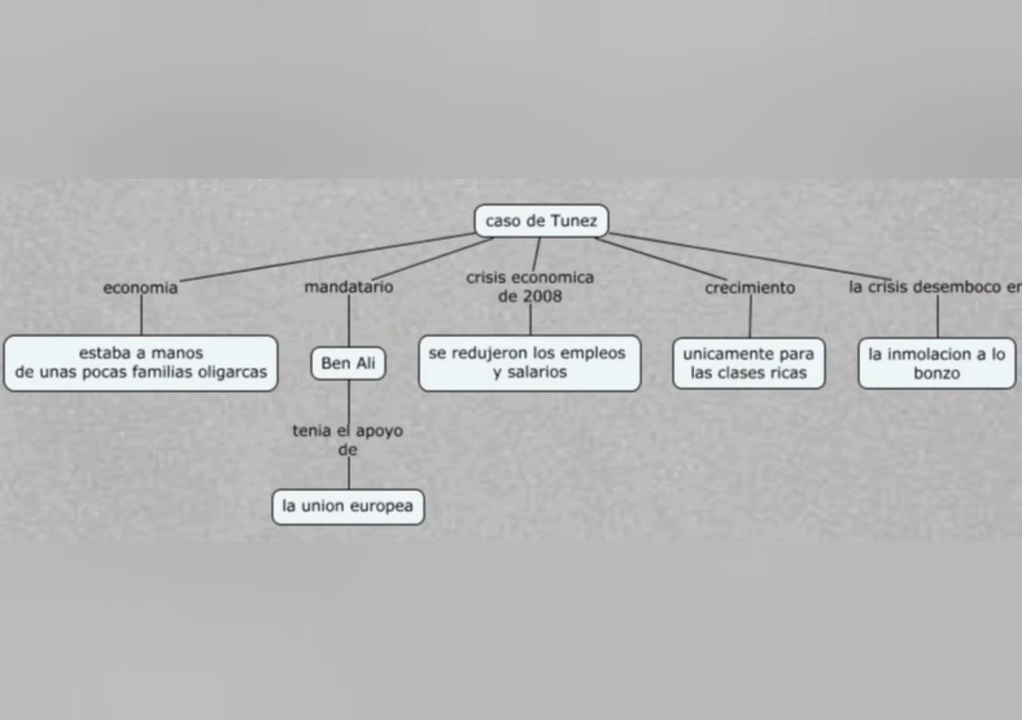 caso de Tunez
economia
mandatario
crisis economica
de 2008
crecimiento
la crisis desemboco en
estaba a manos
de unas pocas familias oligarcas
Ben Ali
se redujeron los empleos
y salarios
unicamente para
las clases ricas
la inmolacion a lo
bonzo
tenia el apoyo
de
la union europea